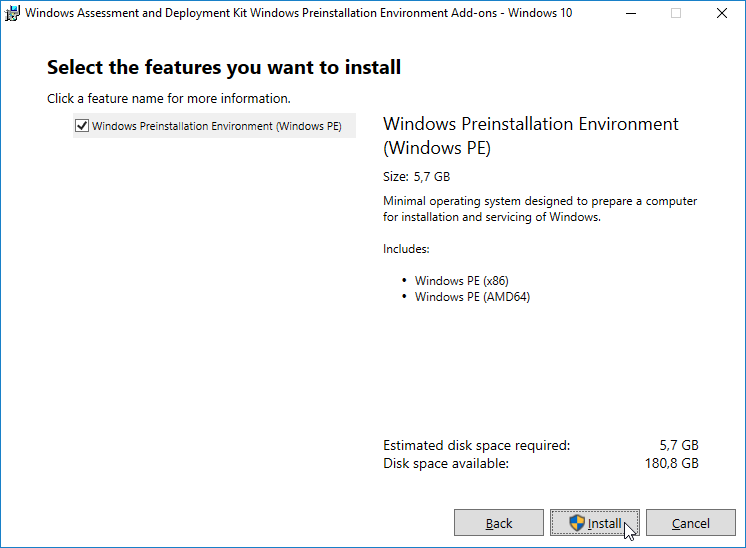 Windows Assessment and Deployment Kit Windows Preinstallation Environment Add-ons - Windows 10
Select the features you want to install
Click a feature name for more information.
Windows Preinstallation Environment (Windows PE)
Windows Preinstallation Environment
(Windows PE)
Size: 5,7 GB
Minimal operating system designed to prepare a computer
for installation and servicing of Windows.
Includes:
• Windows PE (x86)
• Windows PE (AMD64)
Estimated disk space required: 5,7 GB
Disk space available: 180,8 GB
Back Install Cancel